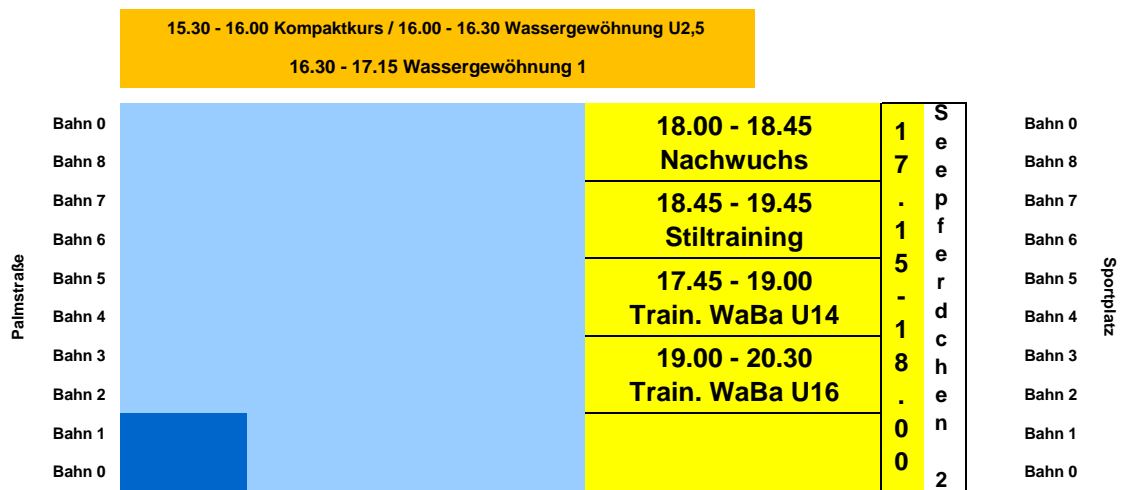 15.30 - 16.00 Kompaktkurs / 16.00 - 16.30 Wassergewöhnung U2,5
16.30 - 17.15 Wassergewöhnung 1
Palmstraße
Bahn 0
Bahn 8
Bahn 7
Bahn 6
Bahn 5
Bahn 4
Bahn 3
Bahn 2
Bahn 1
Bahn 0
18.00 - 18.45
Nachwuchs
18.45 - 19.45
Stiltraining
17.45 - 19.00
Train. WaBa U14
19.00 - 20.30
Train. WaBa U16
17.15-18.00
Seepferdchen 2
Bahn 0
Bahn 8
Bahn 7
Bahn 6
Bahn 5
Bahn 4
Bahn 3
Bahn 2
Bahn 1
Bahn 0
Sportplatz